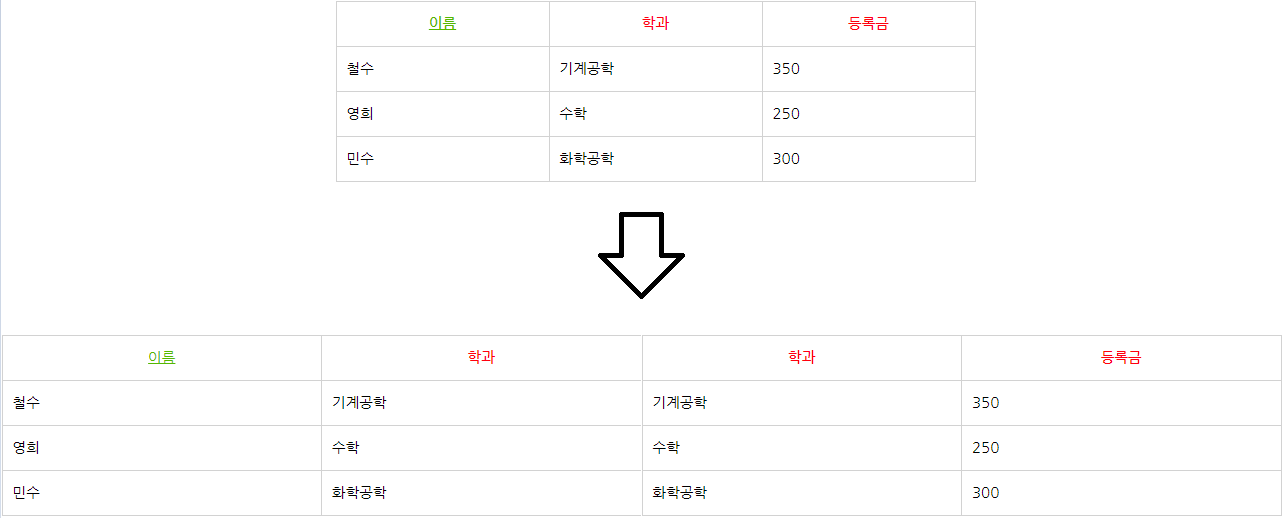 이름 학과 등록금
철수 기계공학 350
영희 수학 250
민수 화학공학 300
이름 학과 학과 등록금
철수 기계공학 기계공학 350
영희 수학 수학 250
민수 화학공학 화학공학 300